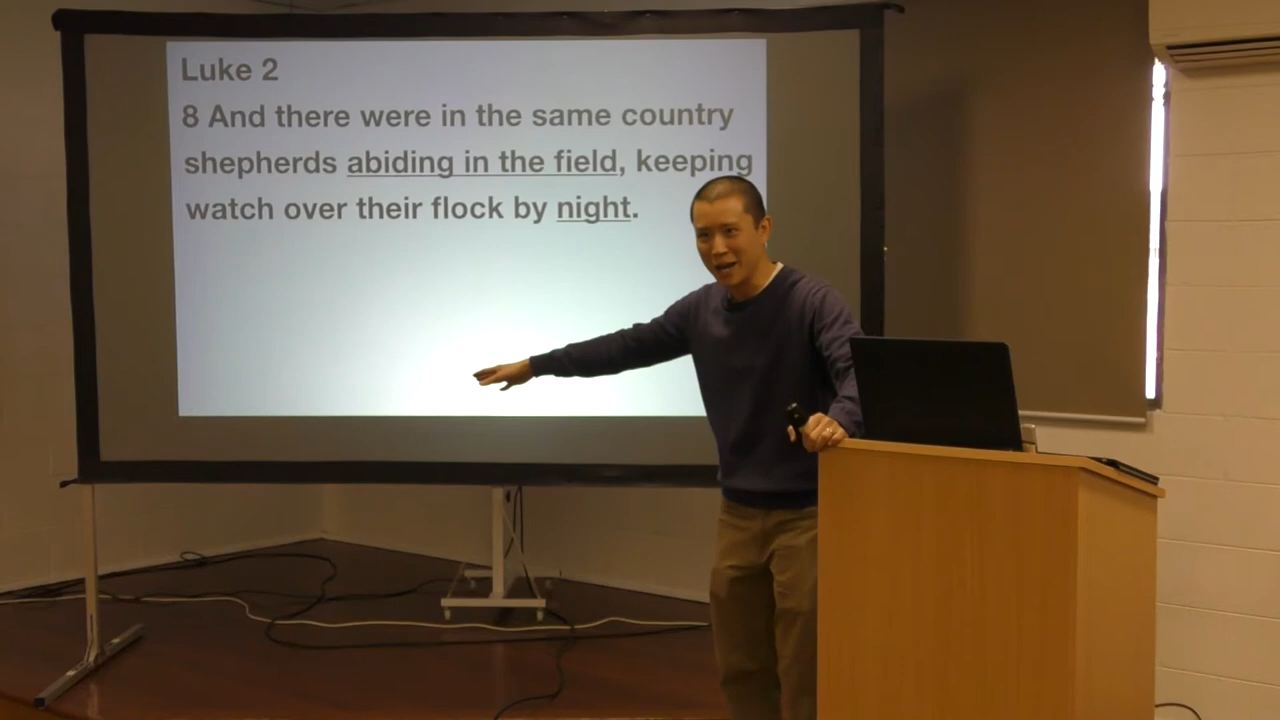 Luke 2
8 And there were in the same country
shepherds abiding in the field, keeping
watch over their flock by night.